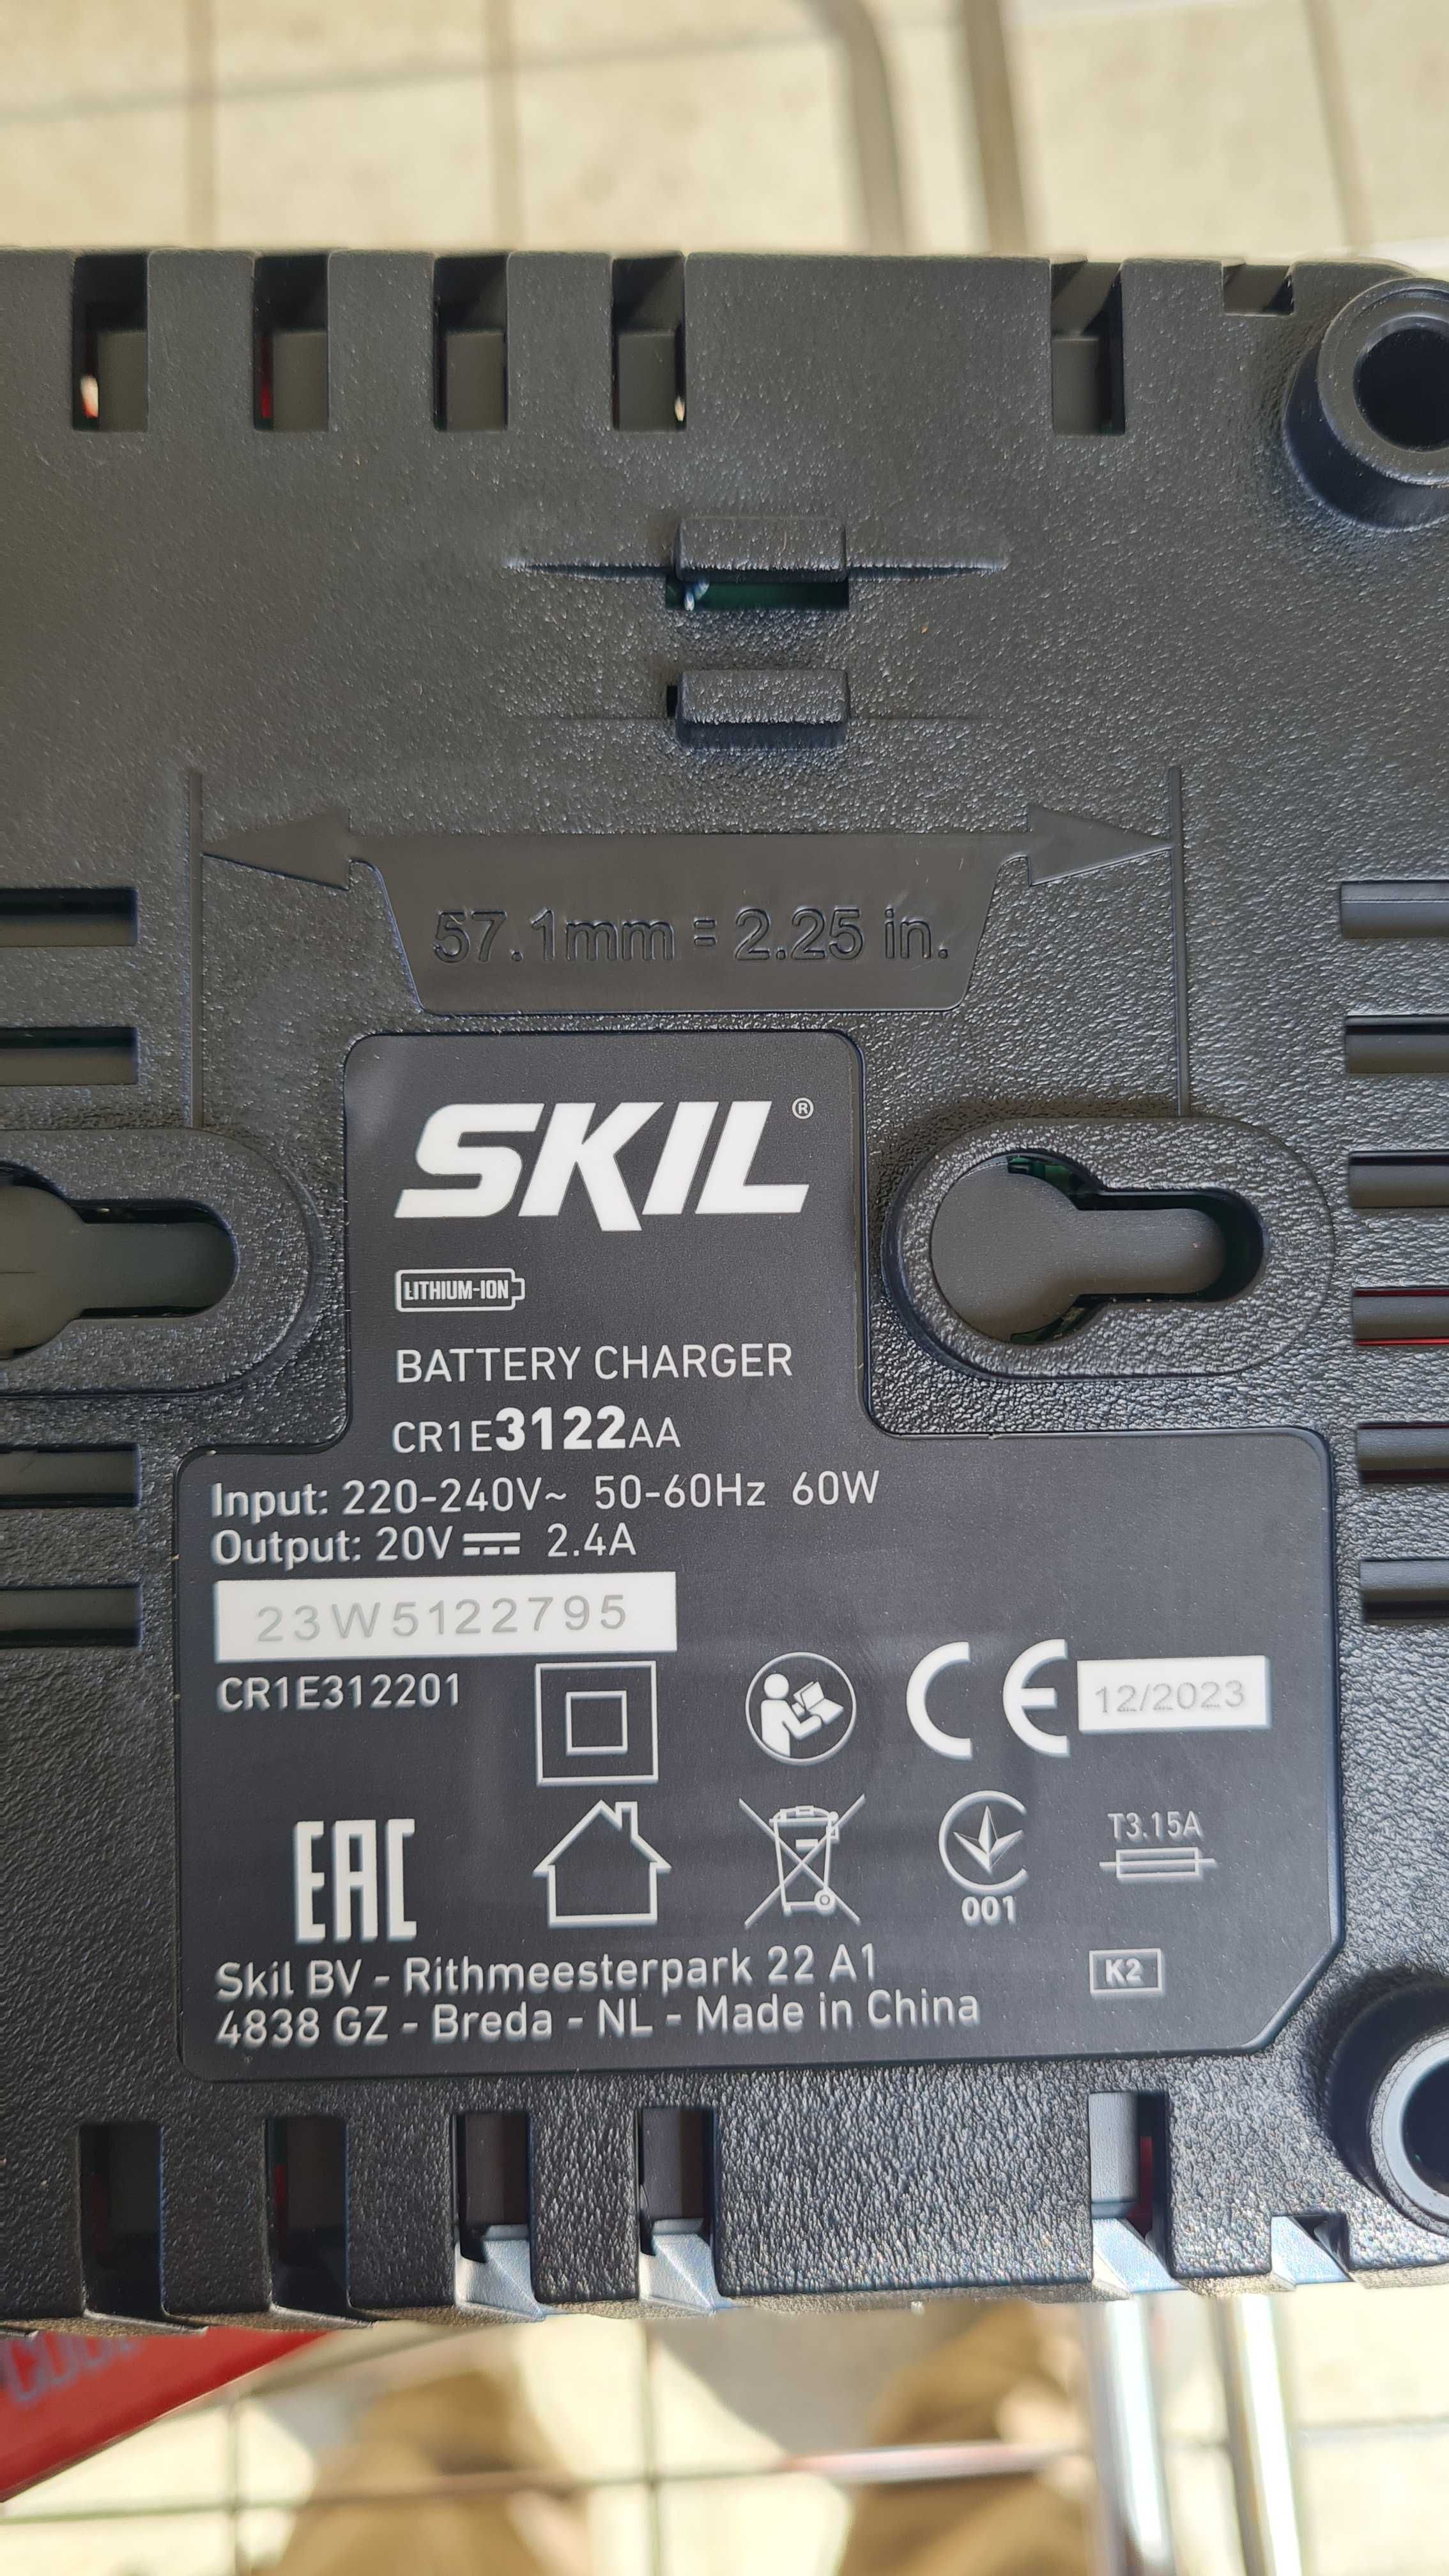 57.1mm = 2.25 in.
SKIL®
LITHIUM-ION
BATTERY CHARGER
CR1E3122AA
Input: 220-240V~ 50-60Hz 60W
Output: 20V⎓ 2.4A
23W5122795
CR1E312201
CE 12/2023
EAC
001
T3.15A
Skil BV - Rithmeesterpark 22 A1
K2
4838 GZ - Breda - NL - Made in China